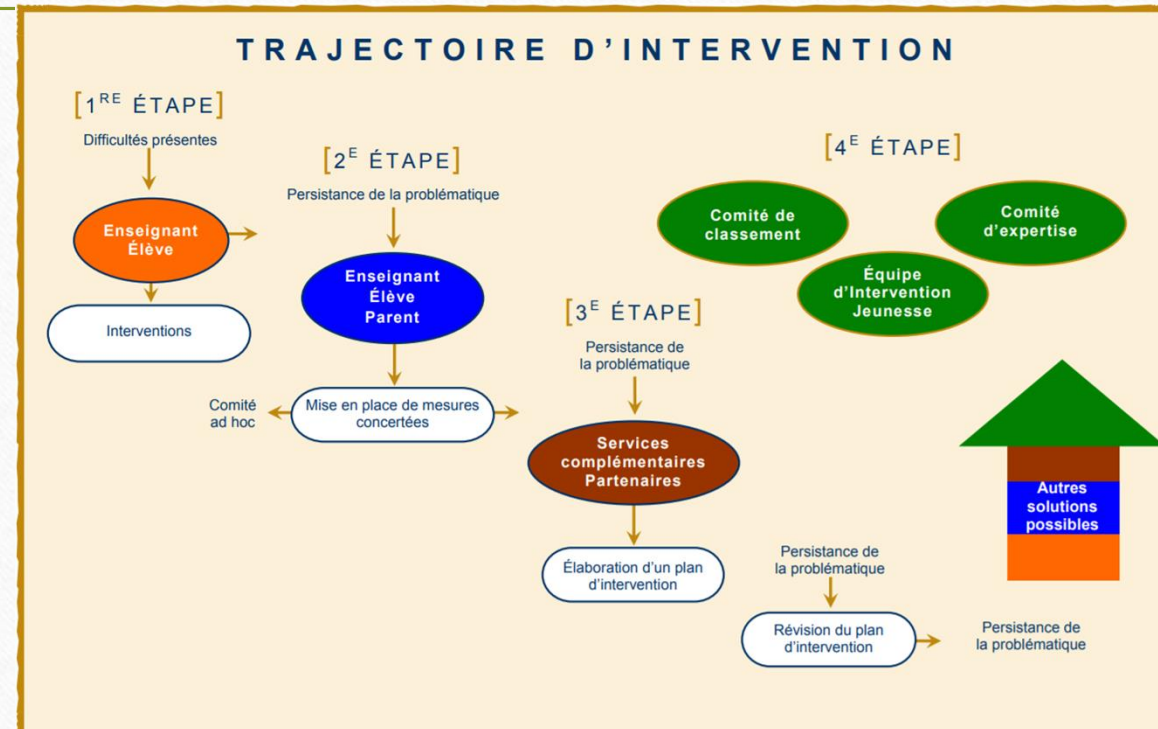 TRAJECTOIRE D'INTERVENTION
[1RE ÉTAPE]
Difficultés présentes
Enseignant
Élève
Interventions
[2E ÉTAPE]
Persistance de la problématique
Enseignant
Élève
Parent
Mise en place de mesures
concertées
Comité
ad hoc
[3E ÉTAPE]
Persistance de
la problématique
Services
complémentaires
Partenaires
Élaboration d'un plan
d'intervention
Persistance de
la problématique
Révision du plan
d'intervention
Persistance de
la problématique
[4E ÉTAPE]
Comité de
classement
Comité
d'expertise
Équipe
d'Intervention
Jeunesse
Autres
solutions
possibles